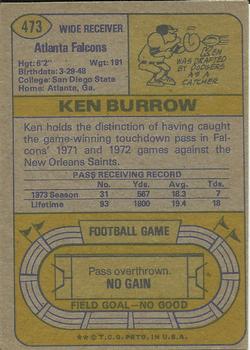 473
WIDE RECEIVER
Atlanta Falcons
Hgt: 6'2" Wgt: 191
Birthdate: 3-29-48
College: San Diego State
Home: Atlanta, Ga.
KEN
WAS DRAFTED
BY DODGERS
AS A
CATCHER.
KEN BURROW
Ken holds the distinction of having caught
the game-winning touchdown pass in Fal-
cons' 1971 and 1972 games against the
New Orleans Saints.
PASS RECEIVING RECORD
No. Yds. Avg. Tds.
1973 Season 31 567 18.3 7
Lifetime 93 1800 19.4 18
FOOTBALL GAME
Pass overthrown.
NO GAIN
FIELD GOAL—NO GOOD
★★ © T.C.G. PRTD. IN U.S.A.